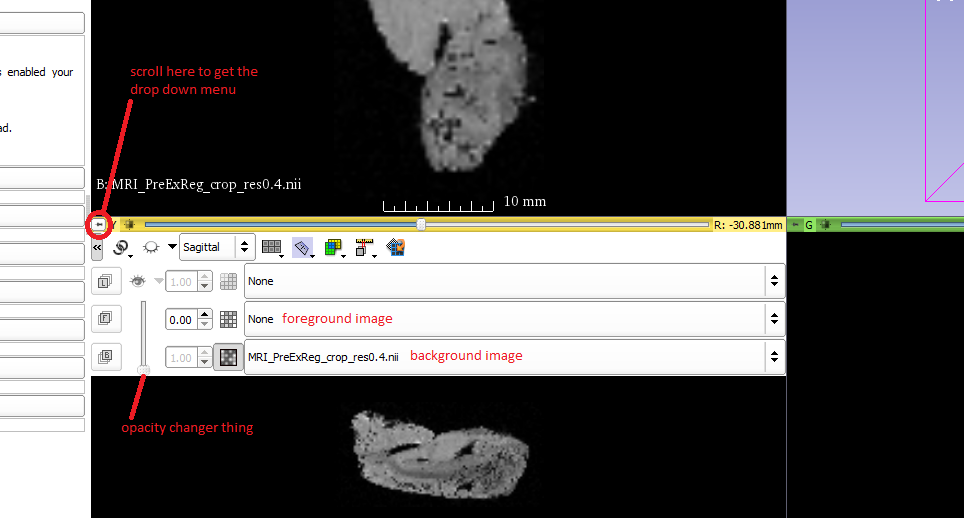 s enabled your
ad.
scroll here to get the
drop down menu
B: MRI_PreExReg_crop_res0.4.nii
10 mm
Y
R: -30.881mm
G
Sagittal
1.00
None
F
0.00
None
foreground image
B
1.00
MRI_PreExReg_crop_res0.4.nii
background image
opacity changer thing